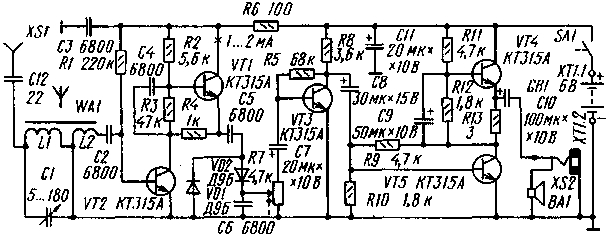 R6 100
XS1
C3 6800
R1
220к
C4
6800
R2
5,6к
1...2 мА
VT1
КТ315А
R5
68к
R8
3,6к
C11
20 мк×
×10В
R11
4,7к
VT4
КТ315А
SA1
XT1.1
GB1
6В
XT1.2
C12
22
WA1
L1
L2
R3
47к
R4
1к
C5
6800
VT3
КТ315А
C8
30мк×15В
C9
50мк×10В
R12
1,8к
R13
3
C10
100мк×
×10В
C1
5...180
C2
6800
VT2 КТ315А
VD2
Д9Б
VD1
Д9Б
R7
4,7к
C7
20 мк×
×10В
C6 6800
R9 4,7к
R10 1,8к
VT5 КТ315А
XS2
BA1